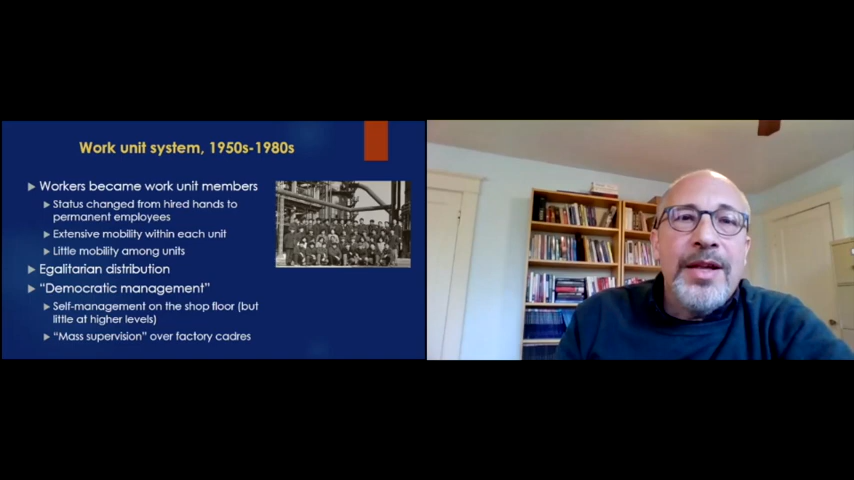 Work unit system, 1950s-1980s
Workers became work unit members
Status changed from hired hands to
permanent employees
Extensive mobility within each unit
Little mobility among units
Egalitarian distribution
“Democratic management”
Self-management on the shop floor (but
little at higher levels)
“Mass supervision” over factory cadres